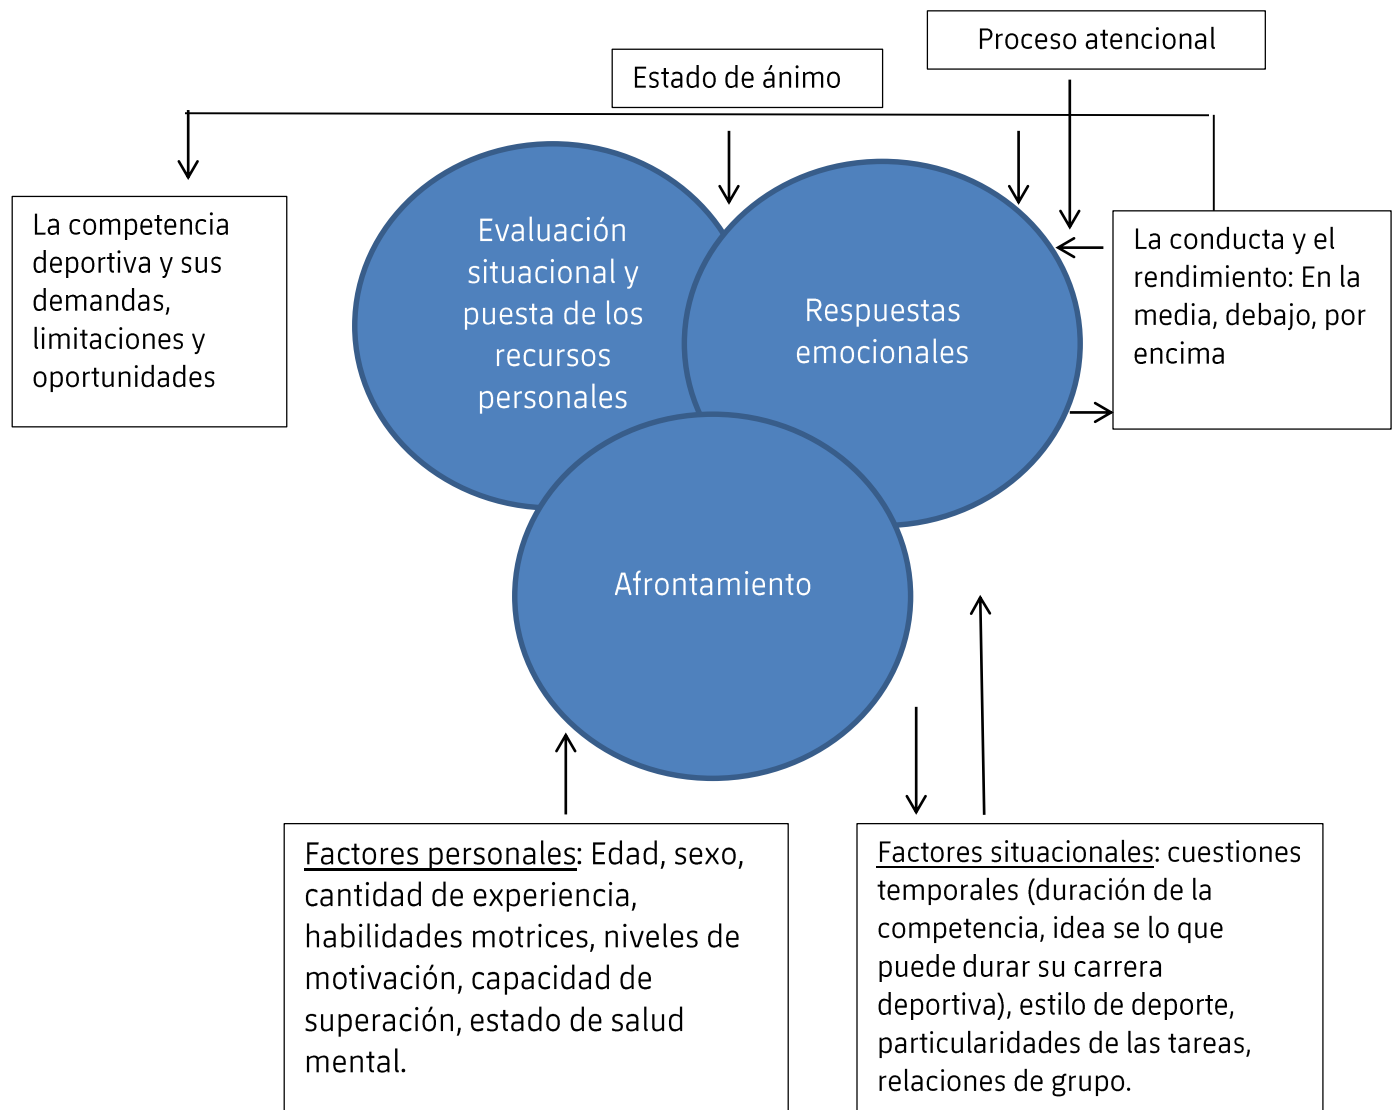 Proceso atencional
Estado de ánimo
La competencia
deportiva y sus
demandas,
limitaciones y
oportunidades
Evaluación
situacional y
puesta de los
recursos
personales
Respuestas
emocionales
La conducta y el
rendimiento: En la
media, debajo, por
encima
Afrontamiento
Factores personales: Edad, sexo,
cantidad de experiencia,
habilidades motrices, niveles de
motivación, capacidad de
superación, estado de salud
mental.
Factores situacionales: cuestiones
temporales (duración de la
competencia, idea se lo que
puede durar su carrera
deportiva), estilo de deporte,
particularidades de las tareas,
relaciones de grupo.